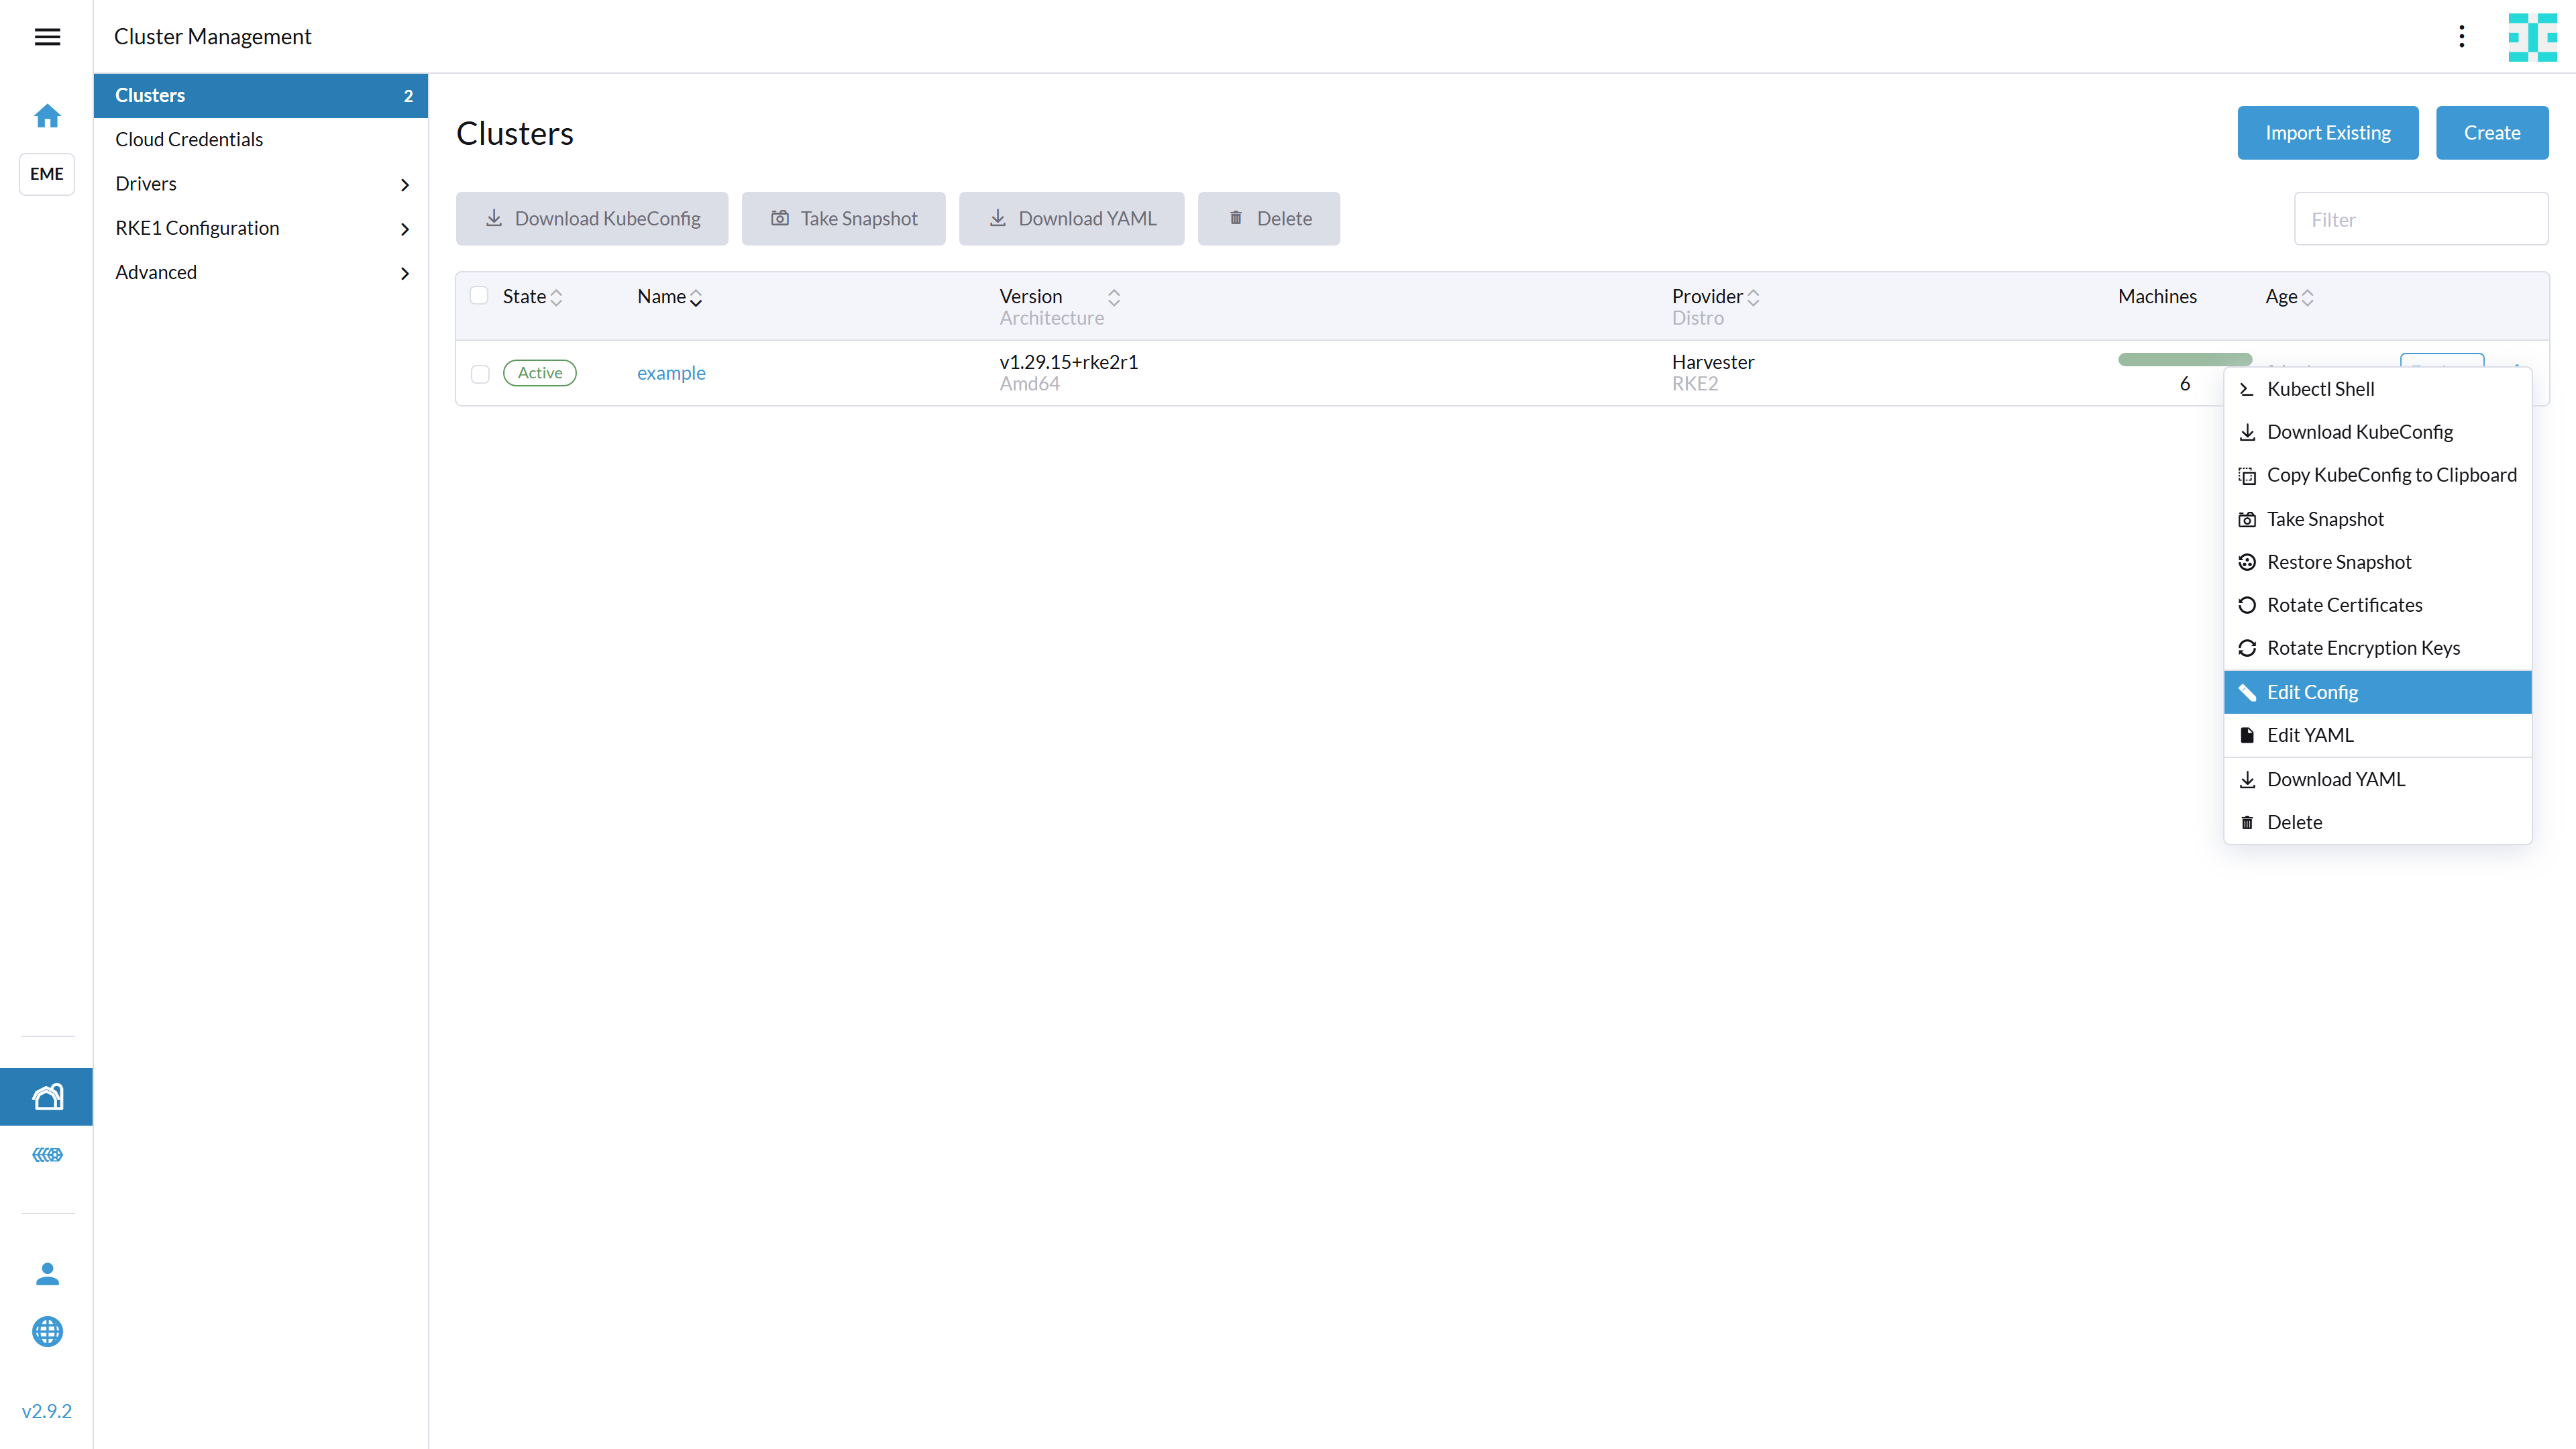 Cluster Management
EME
Clusters 2
Cloud Credentials
Drivers
RKE1 Configuration
Advanced
v2.9.2
Clusters
Import Existing
Create
Download KubeConfig
Take Snapshot
Download YAML
Delete
Filter
State Name Version Provider Machines Age
Architecture Distro
Active example v1.29.15+rke2r1 Harvester
Amd64 RKE2 6
Kubectl Shell
Download KubeConfig
Copy KubeConfig to Clipboard
Take Snapshot
Restore Snapshot
Rotate Certificates
Rotate Encryption Keys
Edit Config
Edit YAML
Download YAML
Delete